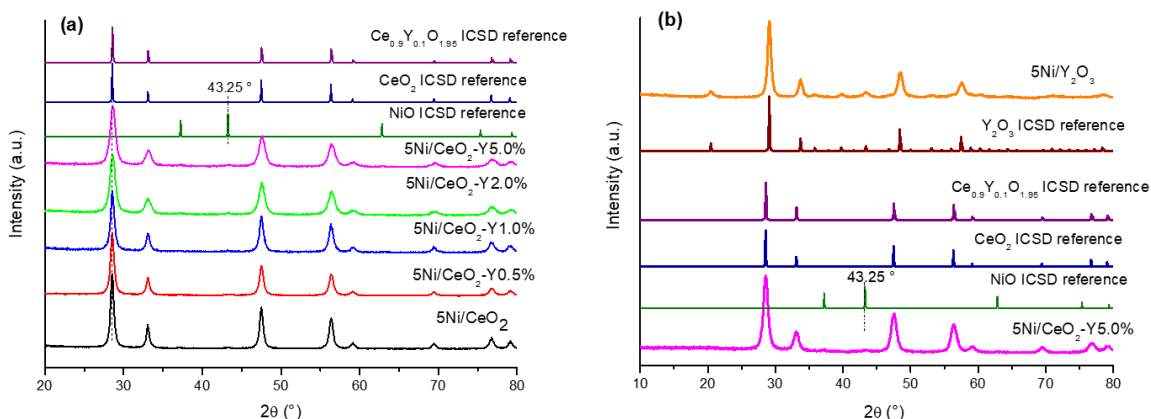 (a)
Ce0.9Y0.1O1.95 ICSD reference
CeO2 ICSD reference
43.25 °
NiO ICSD reference
5Ni/CeO2-Y5.0%
5Ni/CeO2-Y2.0%
5Ni/CeO2-Y1.0%
5Ni/CeO2-Y0.5%
5Ni/CeO2
Intensity (a.u.)
20 30 40 50 60 70 80
2θ (°)
(b)
5Ni/Y2O3
Y2O3 ICSD reference
Ce0.9Y0.1O1.95 ICSD reference
CeO2 ICSD reference
43.25 °
NiO ICSD reference
5Ni/CeO2-Y5.0%
Intensity (a.u.)
10 20 30 40 50 60 70 80
2θ (°)